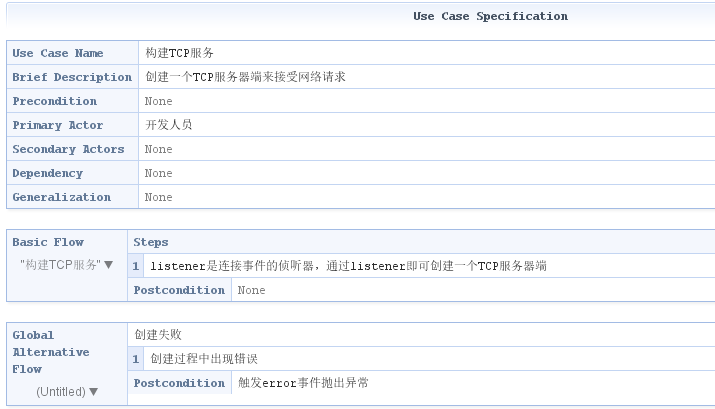 Use Case Specification
Use Case Name 构建TCP服务
Brief Description 创建一个TCP服务器端来接受网络请求
Precondition None
Primary Actor 开发人员
Secondary Actors None
Dependency None
Generalization None
Basic Flow Steps
"构建TCP服务" ▼ 1 listener是连接事件的侦听器，通过listener即可创建一个TCP服务器端
Postcondition None
Global Alternative Flow 创建失败
1 创建过程中出现错误
(Untitled) ▼ Postcondition 触发error事件抛出异常